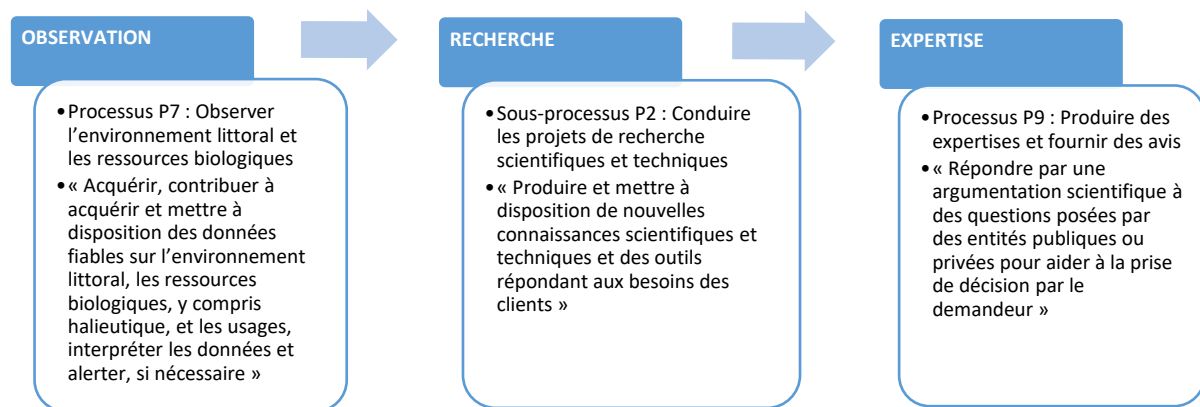 OBSERVATION
•Processus P7 : Observer
l’environnement littoral et
les ressources biologiques
•« Acquérir, contribuer à
acquérir et mettre à
disposition des données
fiables sur l’environnement
littoral, les ressources
biologiques, y compris
halieutique, et les usages,
interpréter les données et
alerter, si nécessaire »
RECHERCHE
•Sous-processus P2 : Conduire
les projets de recherche
scientifiques et techniques
•« Produire et mettre à
disposition de nouvelles
connaissances scientifiques et
techniques et des outils
répondant aux besoins des
clients »
EXPERTISE
•Processus P9 : Produire des
expertises et fournir des avis
•« Répondre par une
argumentation scientifique à
des questions posées par
des entités publiques ou
privées pour aider à la prise
de décision par le
demandeur »